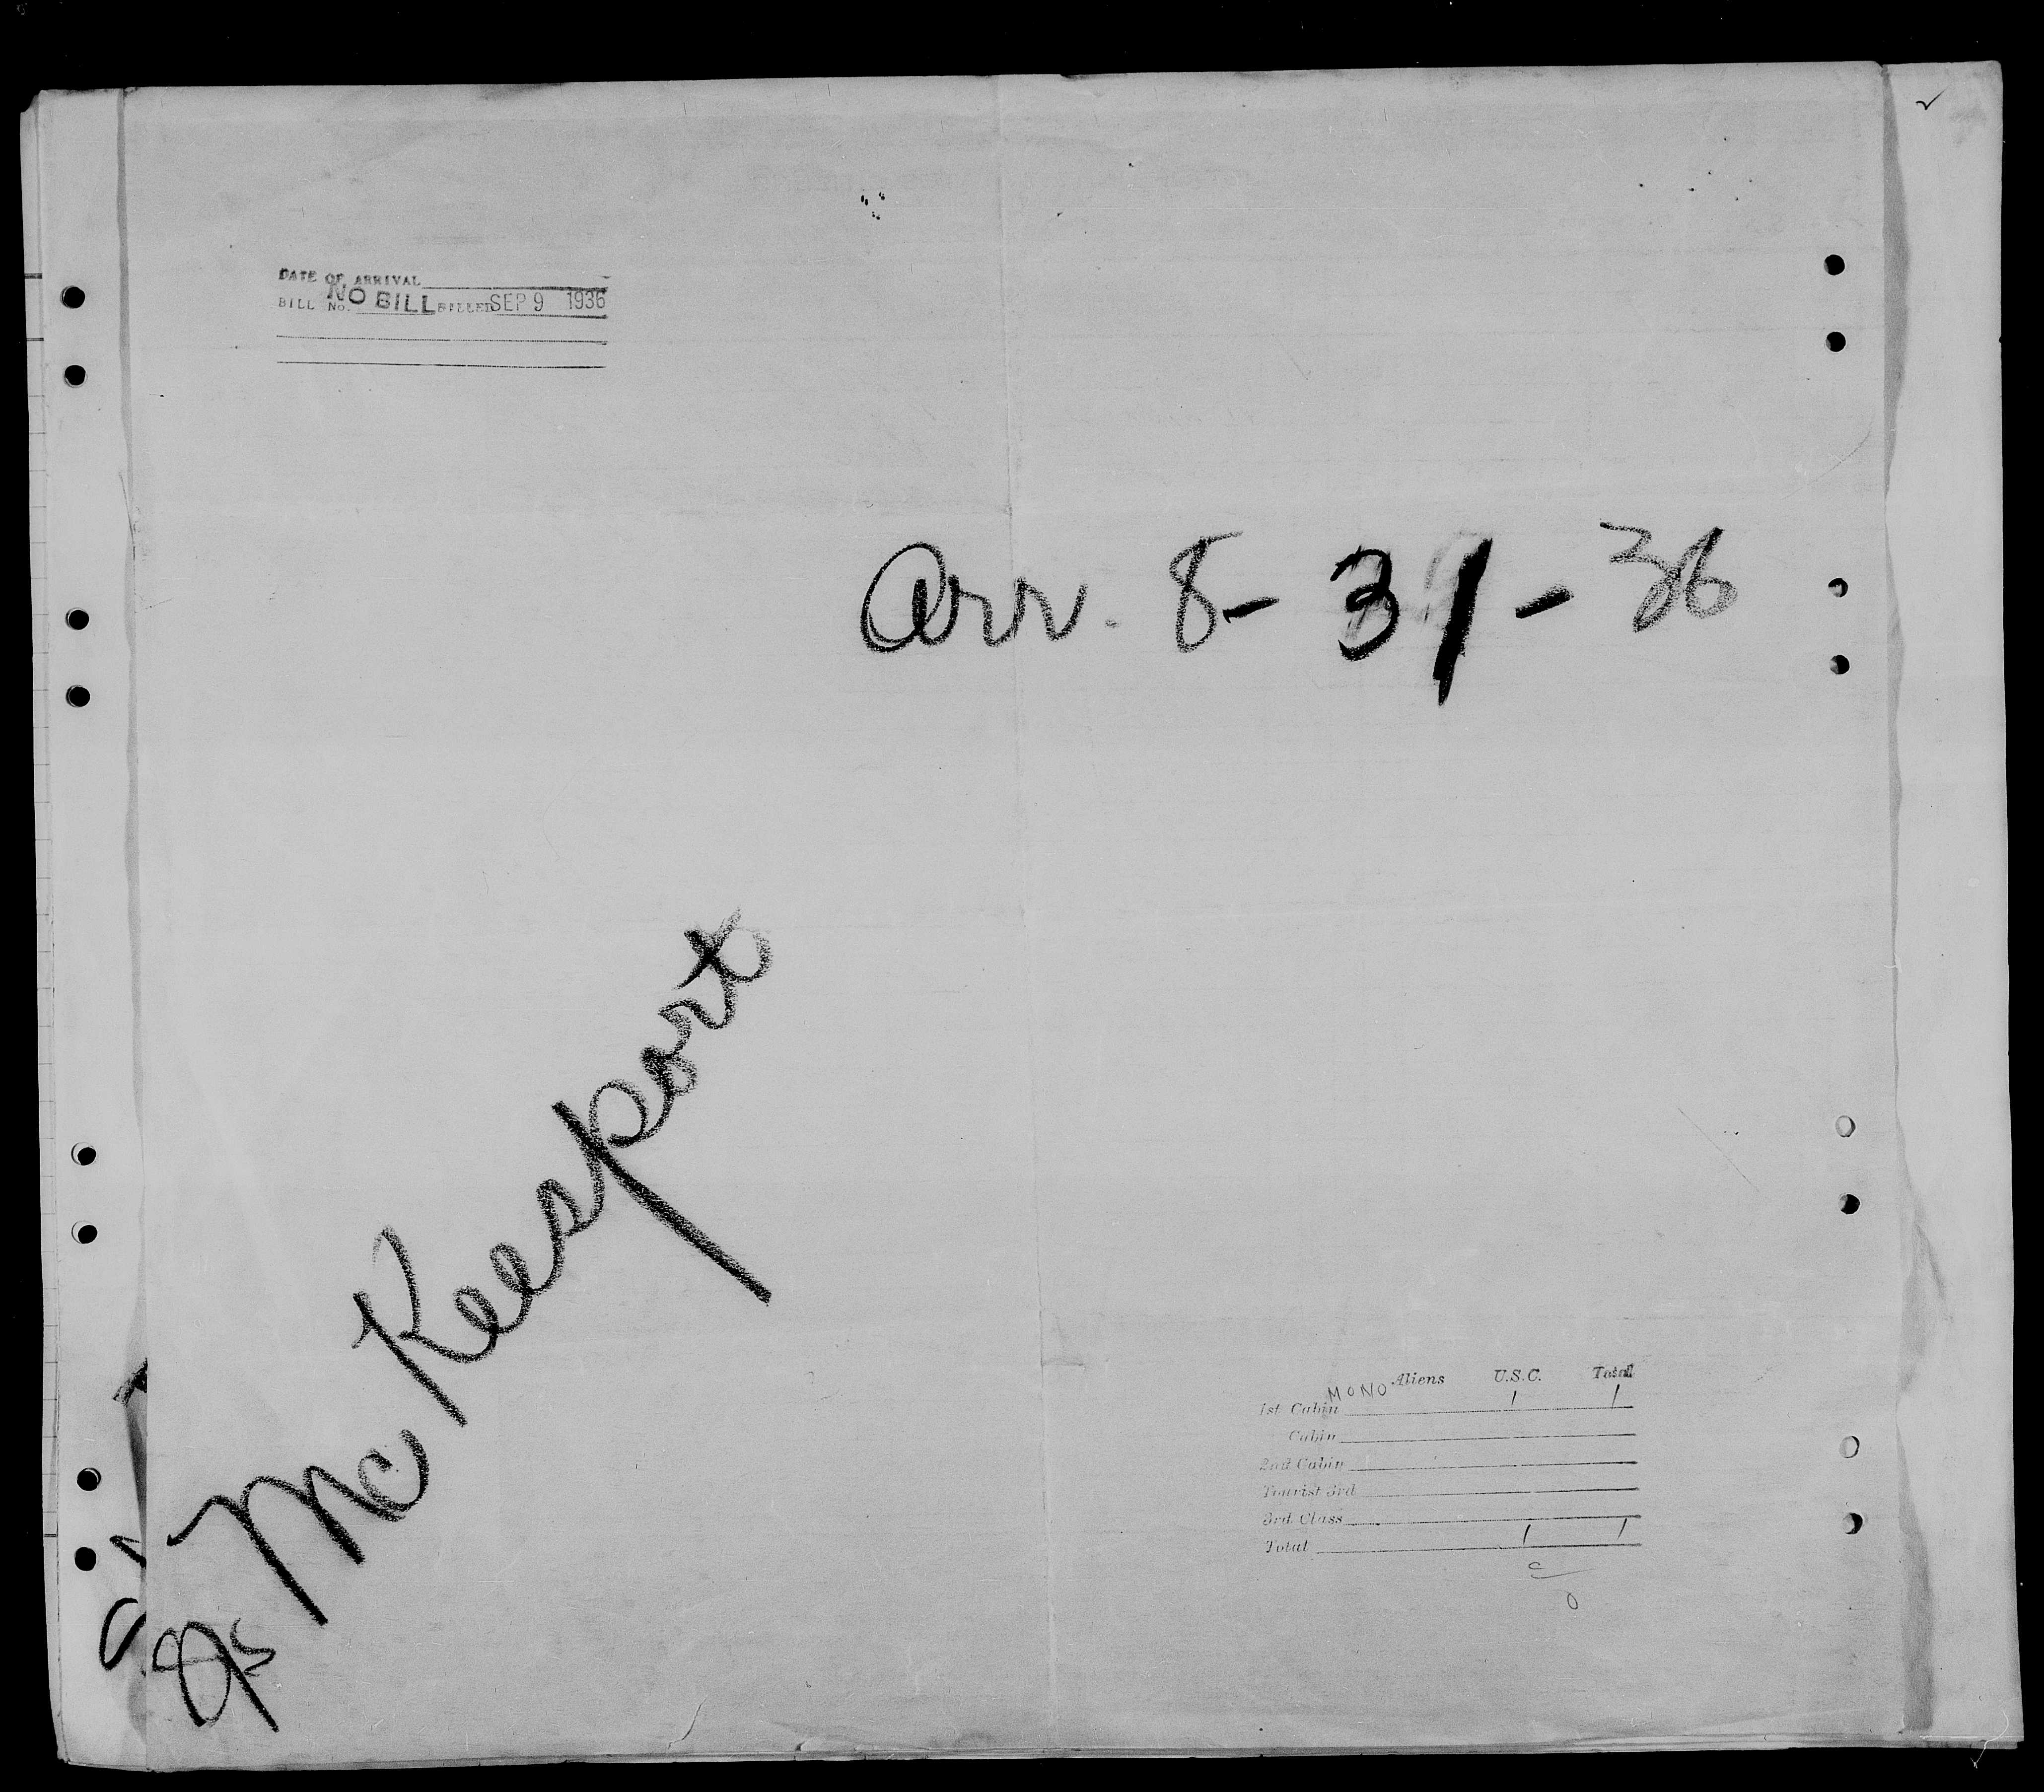 DATE OF ARRIVAL
BILL No. NO BILL BILLED SEP 9 1936
Arr. 8-31-36
McKeesport
MONO Aliens U.S.C. Total
1st Cabin 1 1
Cabin
2nd Cabin
Tourist 3rd
3rd Class
Total 1 1
c/o